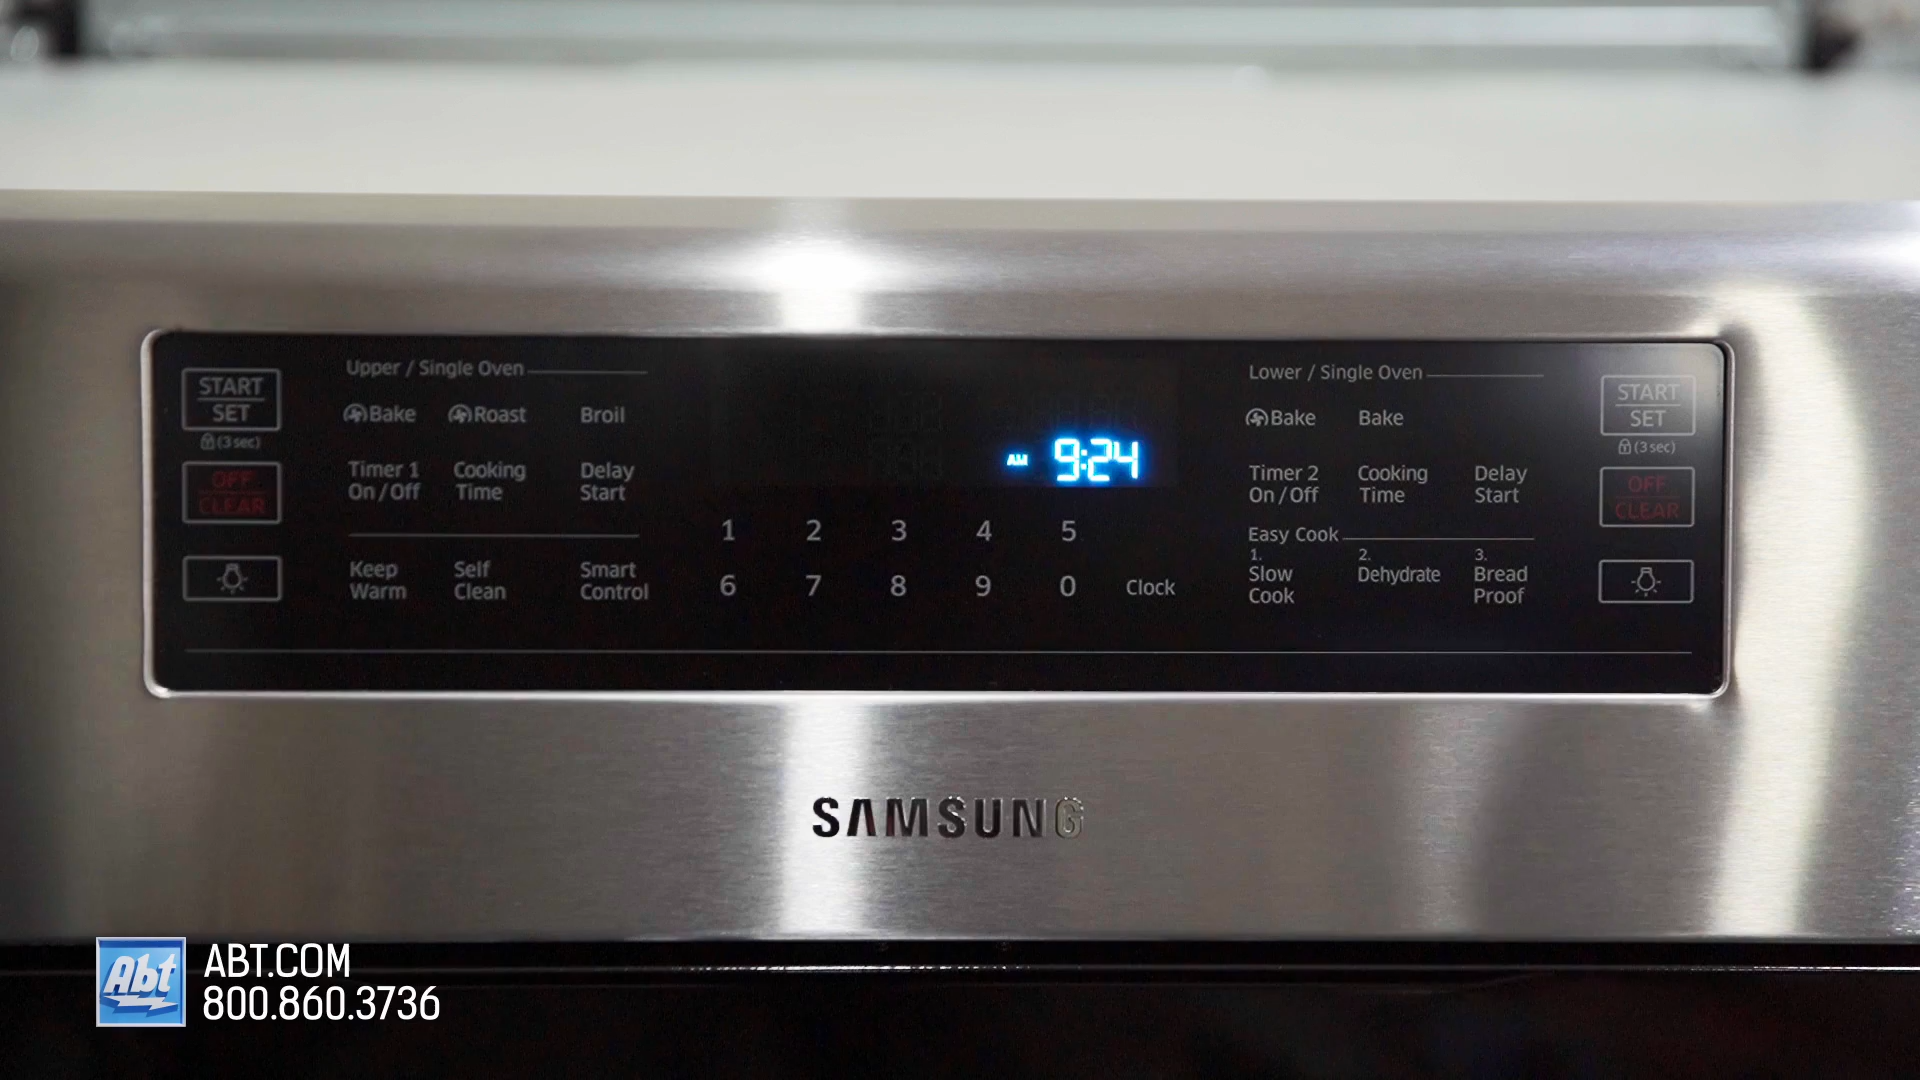 Upper / Single Oven
START
SET
(3 sec)
OFF
CLEAR
Bake Roast Broil
Timer 1
On / Off
Cooking
Time
Delay
Start
Keep
Warm
Self
Clean
Smart
Control
AM 9:24
1 2 3 4 5
6 7 8 9 0 Clock
Lower / Single Oven
Bake Bake
Timer 2
On / Off
Cooking
Time
Delay
Start
Easy Cook
1.
Slow
Cook
2.
Dehydrate
3.
Bread
Proof
START
SET
(3 sec)
OFF
CLEAR
SAMSUNG
Abt
ABT.COM
800.860.3736